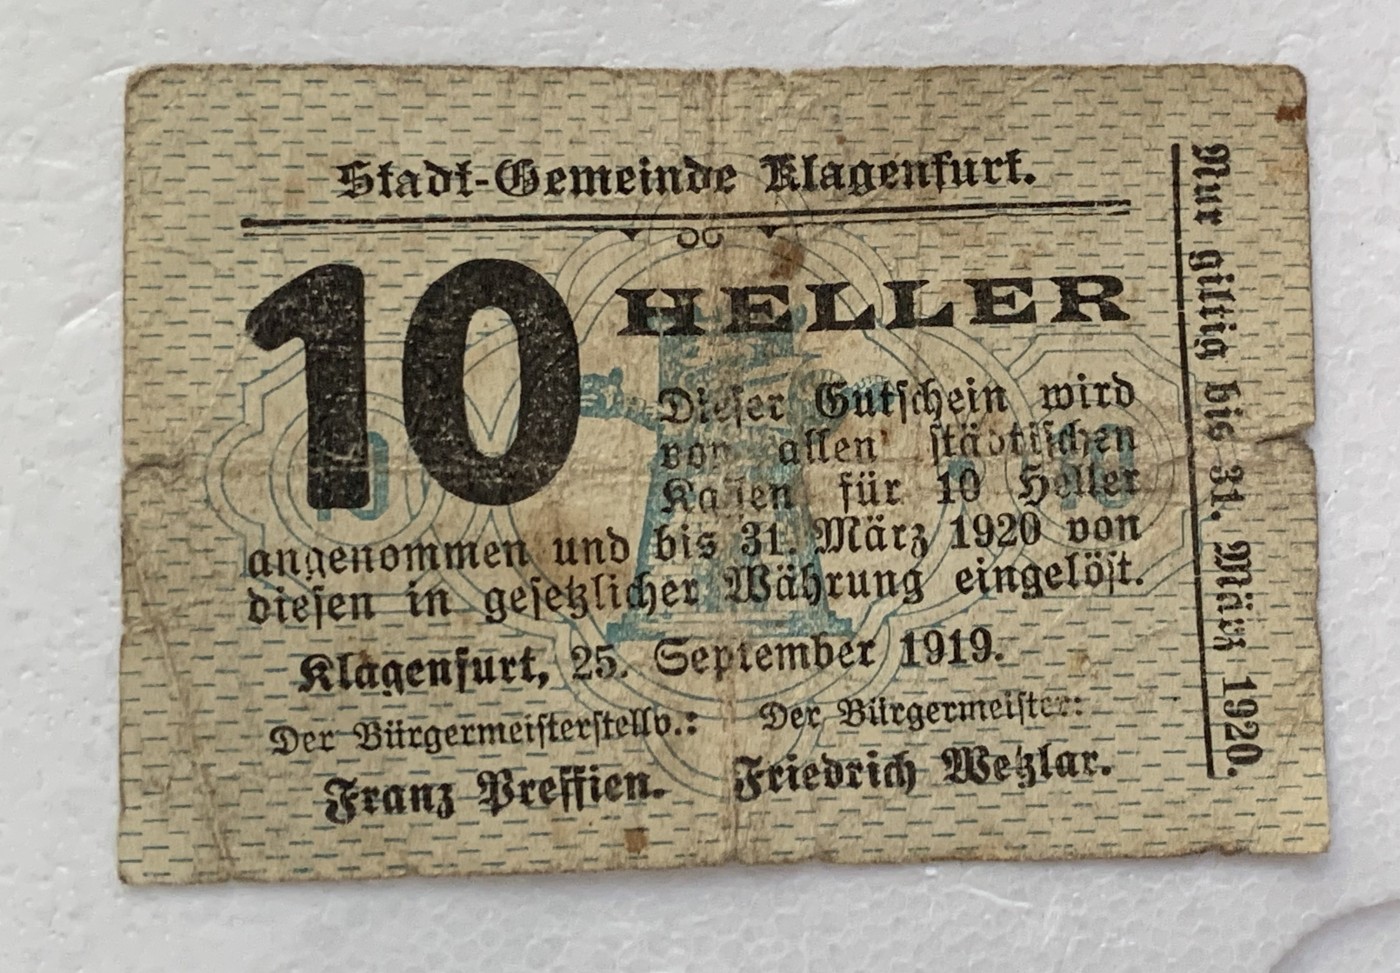 Stadt-Gemeinde Klagenfurt.
10 HELLER
Dieser Gutschein wird
von allen städtischen
Kassen für 10 Heller
angenommen und bis 31. März 1920 von
diesen in gesetzlicher Währung eingelöst.
Klagenfurt, 25. September 1919.
Der Bürgermeisterstellv.: Der Bürgermeister:
Franz Preffien. Friedrich Wetzlar.
Nur giltig bis 31. März 1920.
10
10